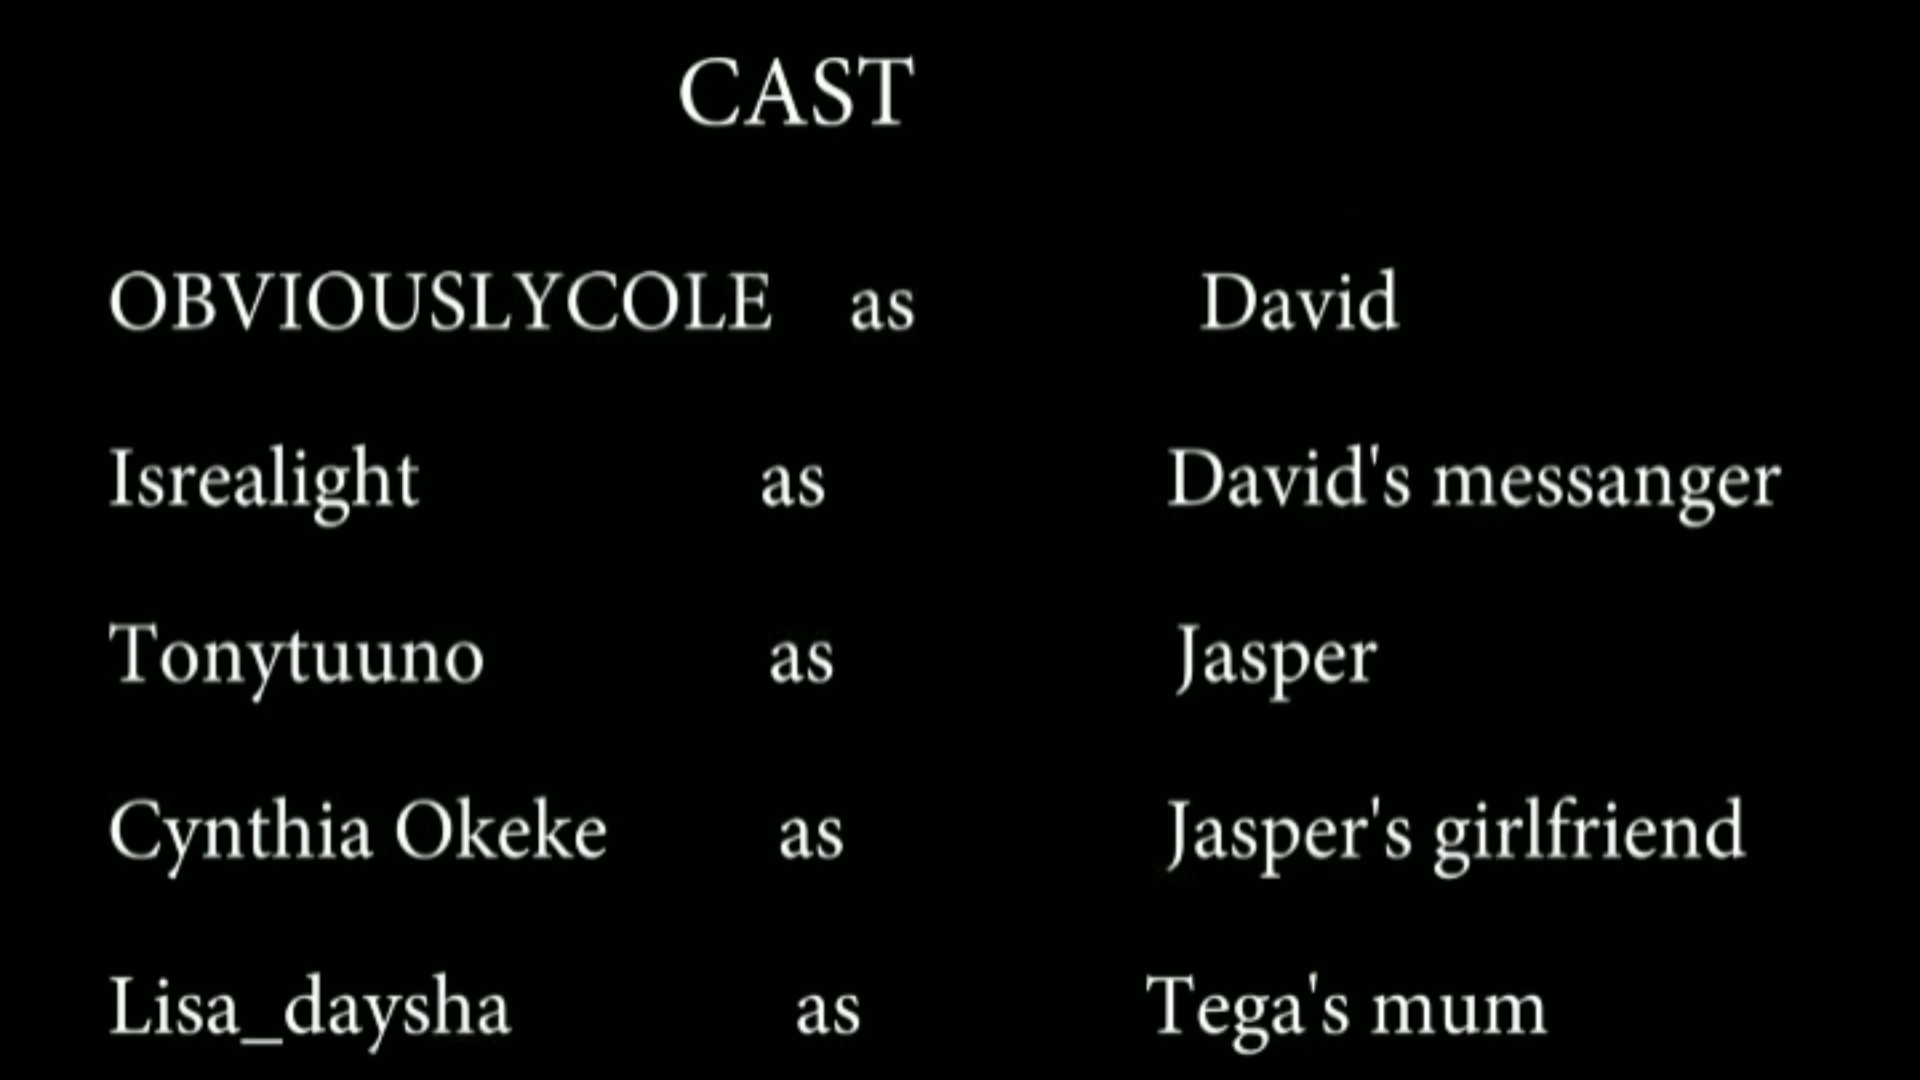 CAST
OBVIOUSLYCOLE as David
Isrealight as David's messanger
Tonytuuno as Jasper
Cynthia Okeke as Jasper's girlfriend
Lisa_daysha as Tega's mum